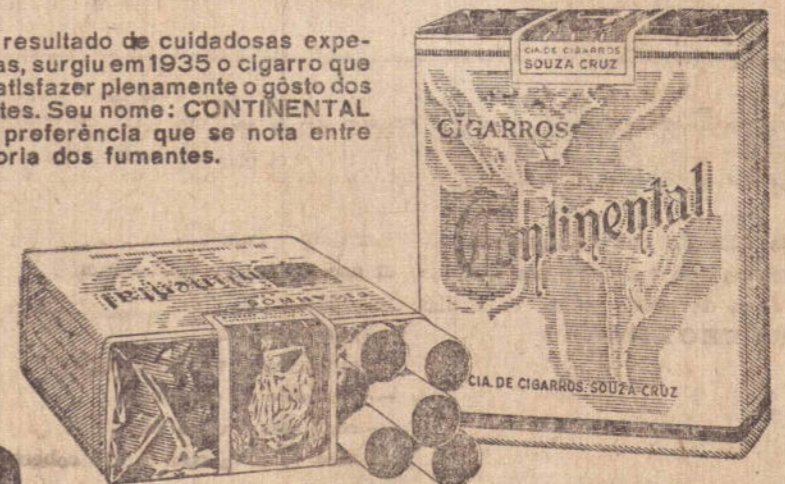 resultado de cuidadosas expe-
as, surgiu em 1935 o cigarro que
atisfazer plenamente o gôsto dos
tes. Seu nome: CONTINENTAL
preferência que se nota entre
oria dos fumantes.
CIA. DE CIGARROS
SOUZA CRUZ
CIGARROS
Continental
CIA. DE CIGARROS SOUZA CRUZ
Continental
CIGARROS